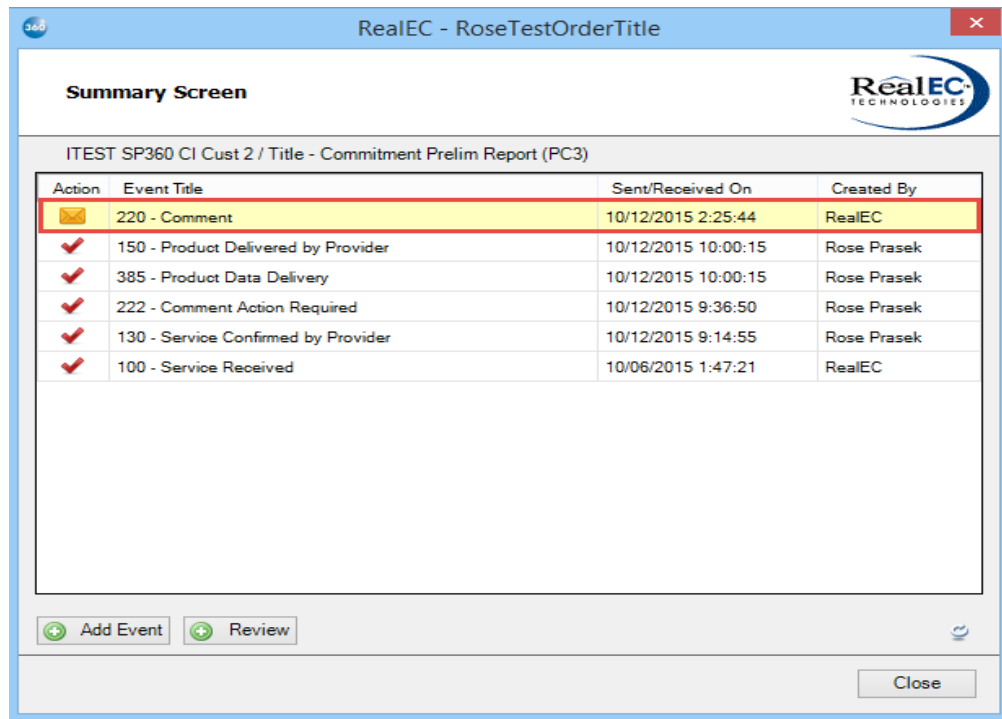 360
RealEC - RoseTestOrderTitle
Summary Screen
RealEC
TECHNOLOGIES
ITEST SP360 CI Cust 2 / Title - Commitment Prelim Report (PC3)
Action Event Title Sent/Received On Created By
220 - Comment 10/12/2015 2:25:44 RealEC
150 - Product Delivered by Provider 10/12/2015 10:00:15 Rose Prasek
385 - Product Data Delivery 10/12/2015 10:00:15 Rose Prasek
222 - Comment Action Required 10/12/2015 9:36:50 Rose Prasek
130 - Service Confirmed by Provider 10/12/2015 9:14:55 Rose Prasek
100 - Service Received 10/06/2015 1:47:21 RealEC
Add Event Review
Close